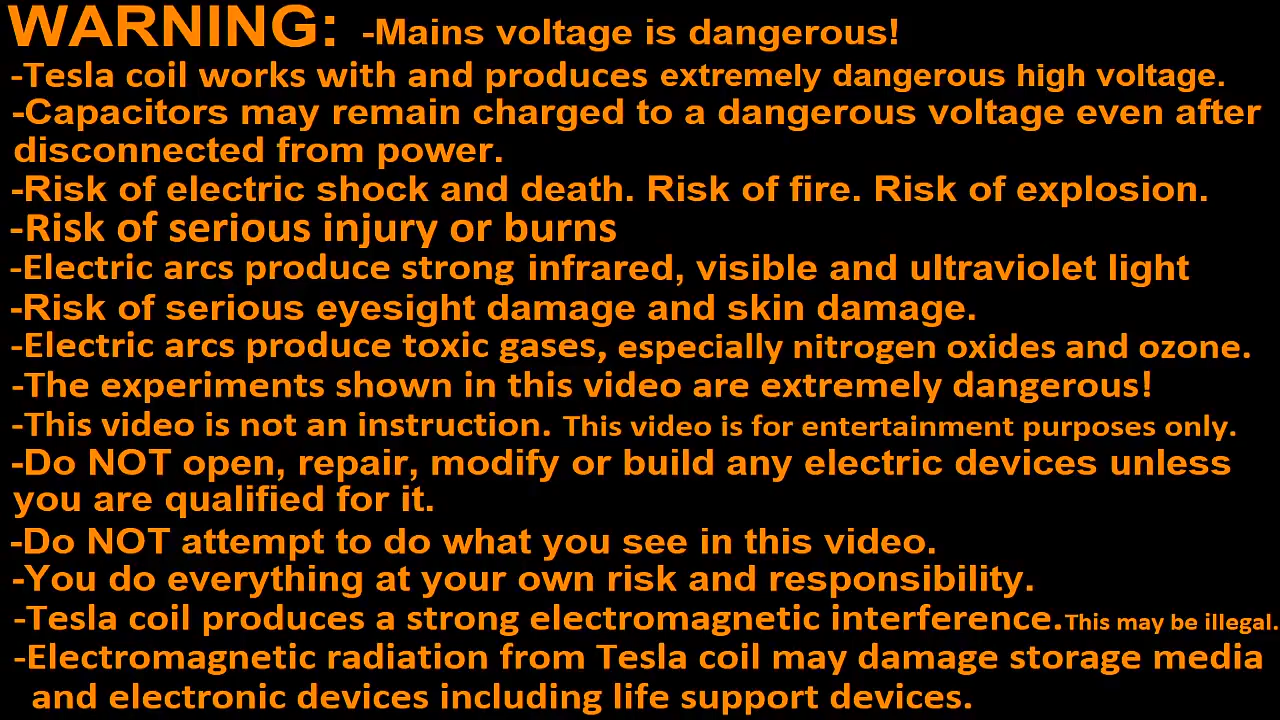 WARNING: -Mains voltage is dangerous!
-Tesla coil works with and produces extremely dangerous high voltage.
-Capacitors may remain charged to a dangerous voltage even after
disconnected from power.
-Risk of electric shock and death. Risk of fire. Risk of explosion.
-Risk of serious injury or burns
-Electric arcs produce strong infrared, visible and ultraviolet light
-Risk of serious eyesight damage and skin damage.
-Electric arcs produce toxic gases, especially nitrogen oxides and ozone.
-The experiments shown in this video are extremely dangerous!
-This video is not an instruction. This video is for entertainment purposes only.
-Do NOT open, repair, modify or build any electric devices unless
you are qualified for it.
-Do NOT attempt to do what you see in this video.
-You do everything at your own risk and responsibility.
-Tesla coil produces a strong electromagnetic interference.This may be illegal.
-Electromagnetic radiation from Tesla coil may damage storage media
and electronic devices including life support devices.